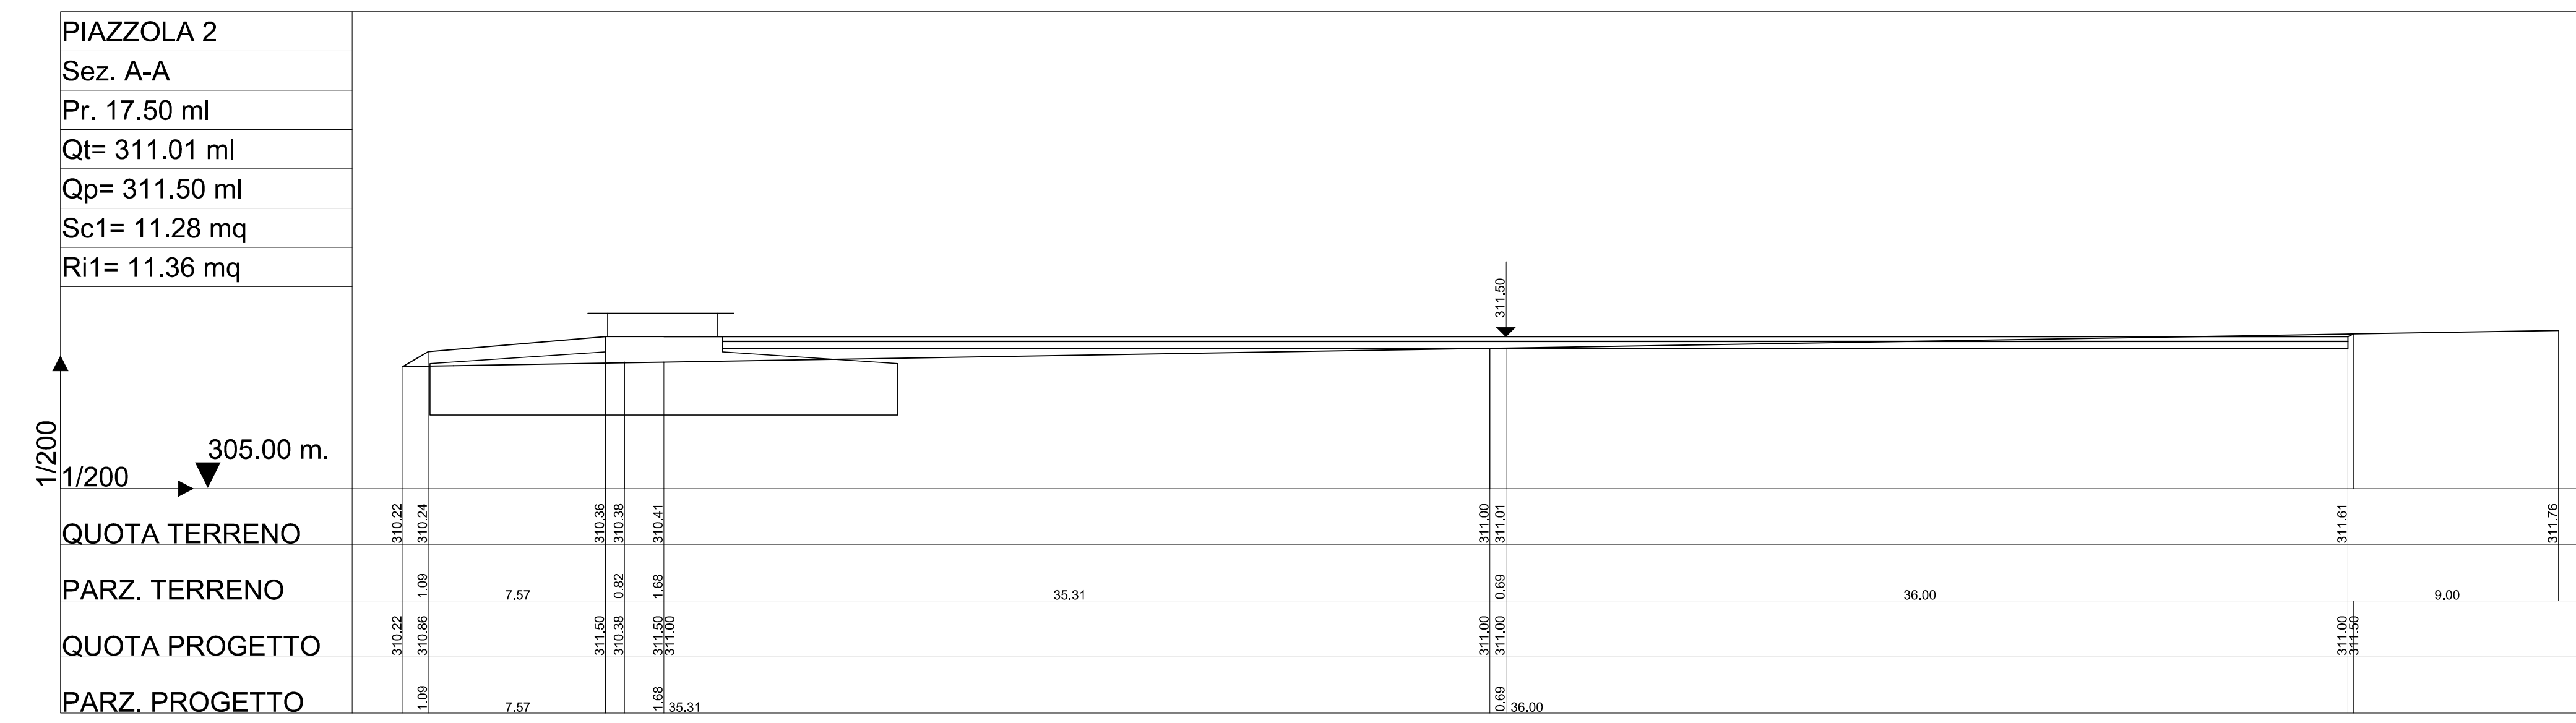 PIAZZOLA 2
Sez. A-A
Pr. 17.50 ml
Qt= 311.01 ml
Qp= 311.50 ml
Sc1= 11.28 mq
Ri1= 11.36 mq
311.50
1/200
1/200
305.00 m.
QUOTA TERRENO 310.22 310.24 310.36 310.38 310.41 311.00 311.01 311.61 311.76
PARZ. TERRENO 1.09 7.57 0.82 1.68 35.31 0.69 36.00 9.00
QUOTA PROGETTO 310.22 310.86 311.50 310.38 311.50 311.00 311.00 311.00 311.00 311.50
PARZ. PROGETTO 1.09 7.57 1.68 35.31 0.69 36.00